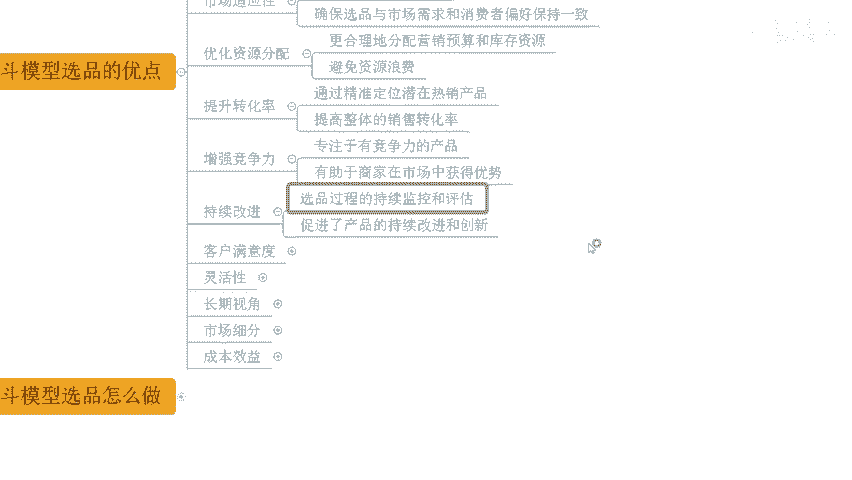 市场适应性
确保选品与市场需求和消费者偏好保持一致
优化资源分配
更合理地分配营销预算和库存资源
避免资源浪费
斗模型选品的优点
提升转化率
通过精准定位潜在热销产品
提高整体的销售转化率
增强竞争力
专注于有竞争力的产品
有助于商家在市场中获得优势
持续改进
选品过程的持续监控和评估
促进了产品的持续改进和创新
客户满意度
灵活性
长期视角
市场细分
成本效益
斗模型选品怎么做